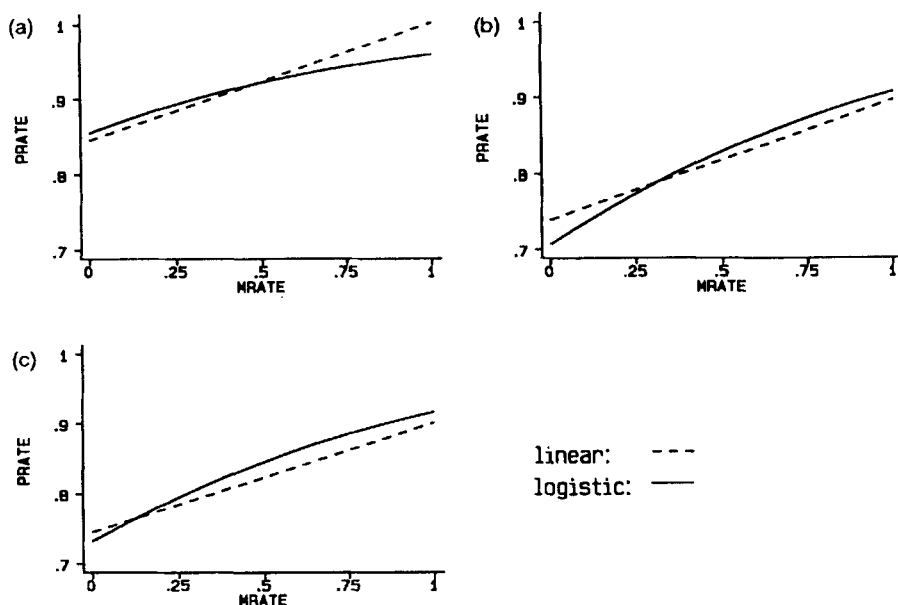 (a)
1
.9
.8
.7
PRATE
0 .25 .5 .75 1
MRATE
(b)
1
.9
.8
.7
PRATE
0 .25 .5 .75 1
MRATE
(c)
1
.9
.8
.7
PRATE
0 .25 .5 .75 1
MRATE
linear:
logistic: